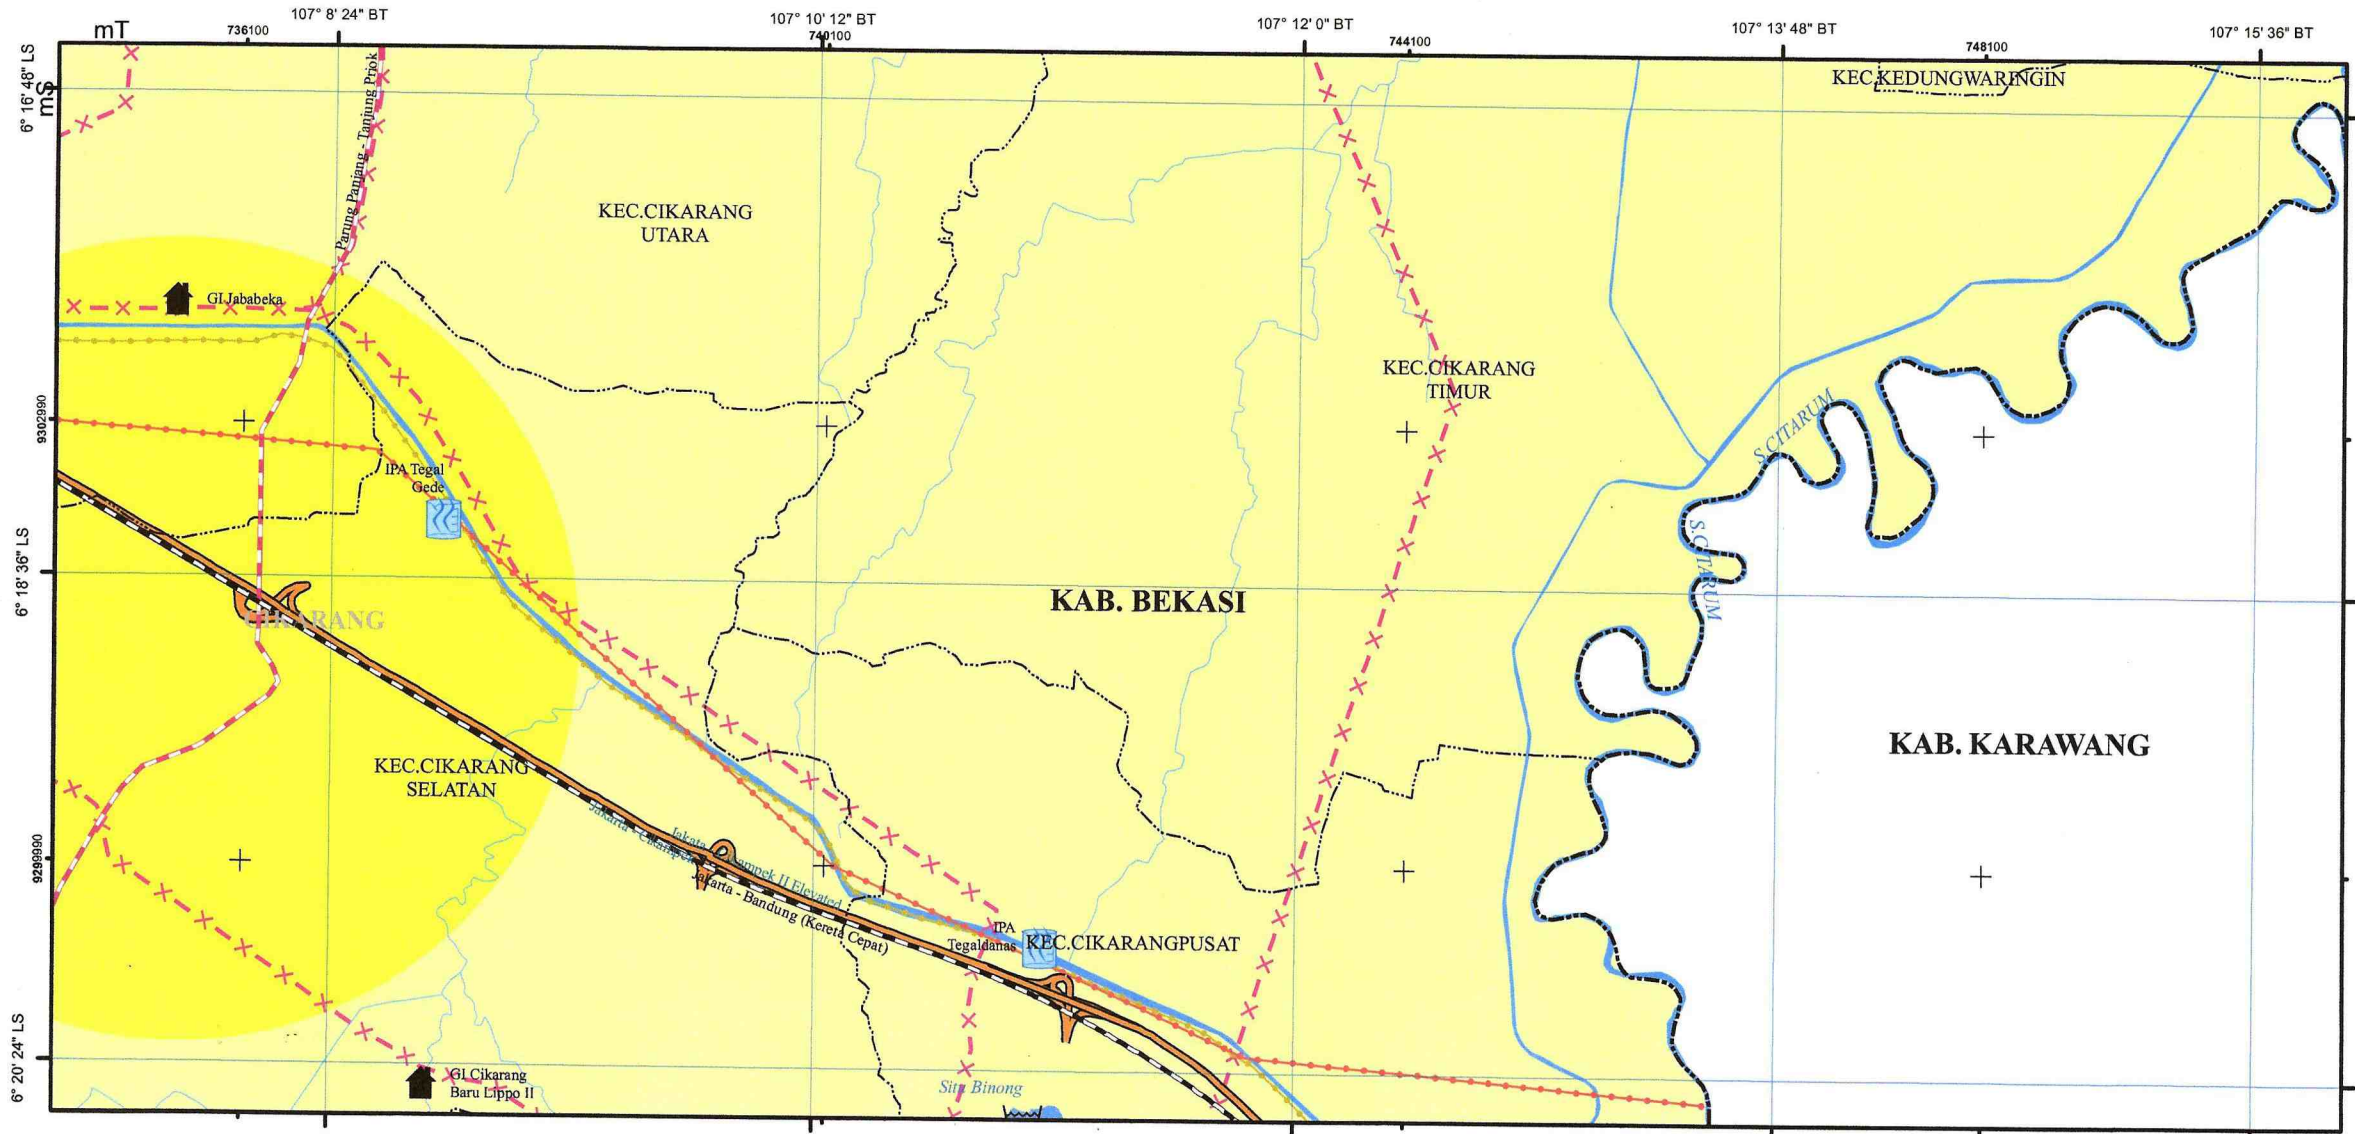 107° 8' 24" BT
107° 10' 12" BT
107° 12' 0" BT
107° 13' 48" BT
107° 15' 36" BT
mT
736100
740100
744100
748100
6° 16' 48" LS
mS
KEC.KEDUNGWARINGIN
Parung Panjang - Tanjung Priok
KEC.CIKARANG
UTARA
GI Jababeka
KEC.CIKARANG
TIMUR
S.CITARUM
9302990
IPA Tegal
Gede
S.CITARUM
6° 18' 36" LS
CIKARANG
KAB. BEKASI
KAB. KARAWANG
KEC.CIKARANG
SELATAN
Jakarta - Cikampek
Jakata - Cikampek II Elevated
Jakarta - Bandung (Kereta Cepat)
9299990
IPA
Tegaldanas
KEC.CIKARANGPUSAT
6° 20' 24" LS
GI Cikarang
Baru Lippo II
Situ Binong